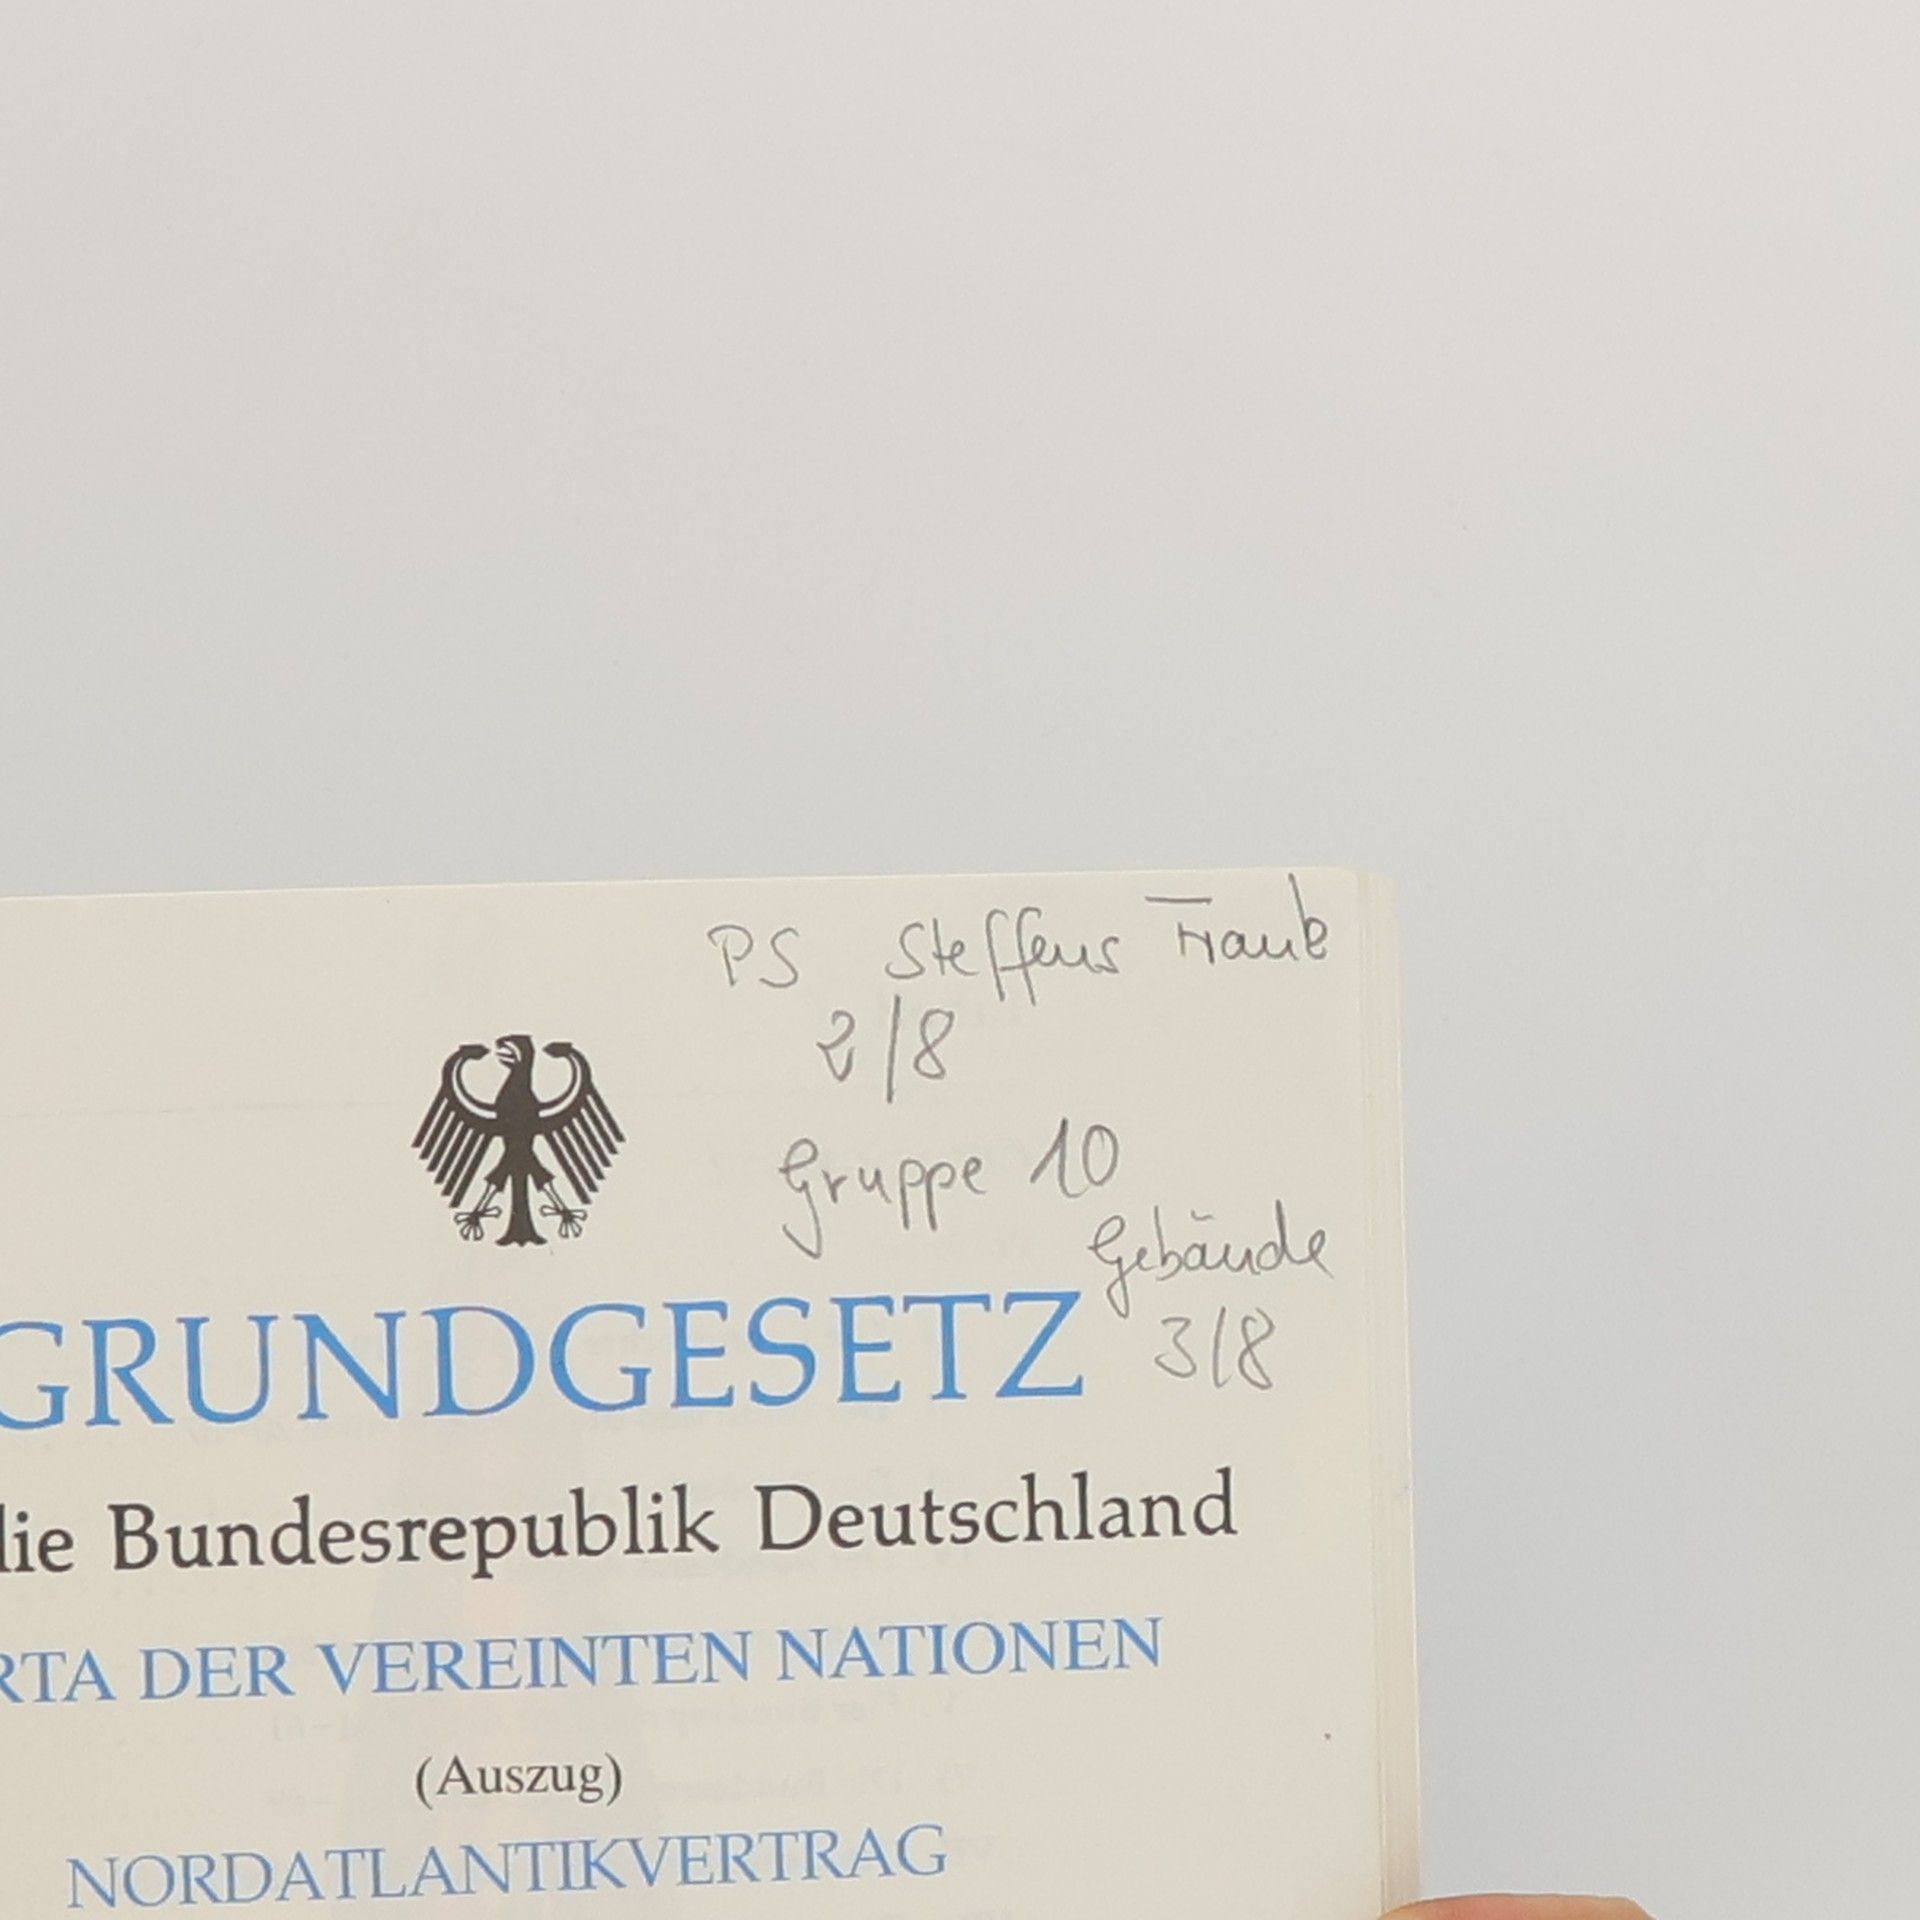 PS Steffens Frank
2/8
Gruppe 10
Gebäude
3/8
GRUNDGESETZ
die Bundesrepublik Deutschland
RTA DER VEREINTEN NATIONEN
(Auszug)
NORDATLANTIKVERTRAG